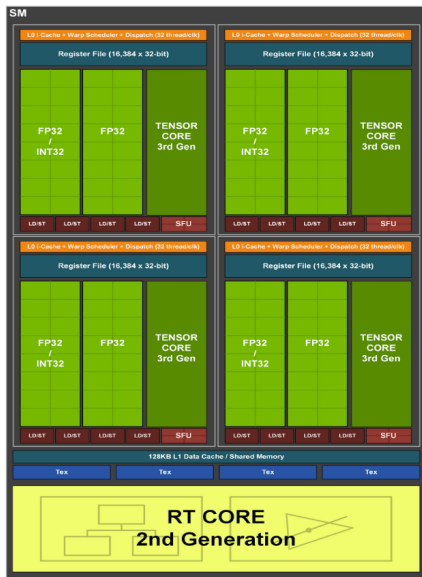 SM
L0 i-Cache + Warp Scheduler + Dispatch (32 thread/clk)
Register File (16,384 x 32-bit)
FP32
/
INT32
FP32
TENSOR
CORE
3rd Gen
LD/ST LD/ST LD/ST LD/ST SFU
L0 i-Cache + Warp Scheduler + Dispatch (32 thread/clk)
Register File (16,384 x 32-bit)
FP32
/
INT32
FP32
TENSOR
CORE
3rd Gen
LD/ST LD/ST LD/ST LD/ST SFU
L0 i-Cache + Warp Scheduler + Dispatch (32 thread/clk)
Register File (16,384 x 32-bit)
FP32
/
INT32
FP32
TENSOR
CORE
3rd Gen
LD/ST LD/ST LD/ST LD/ST SFU
L0 i-Cache + Warp Scheduler + Dispatch (32 thread/clk)
Register File (16,384 x 32-bit)
FP32
/
INT32
FP32
TENSOR
CORE
3rd Gen
LD/ST LD/ST LD/ST LD/ST SFU
128KB L1 Data Cache / Shared Memory
Tex Tex Tex Tex
RT CORE
2nd Generation